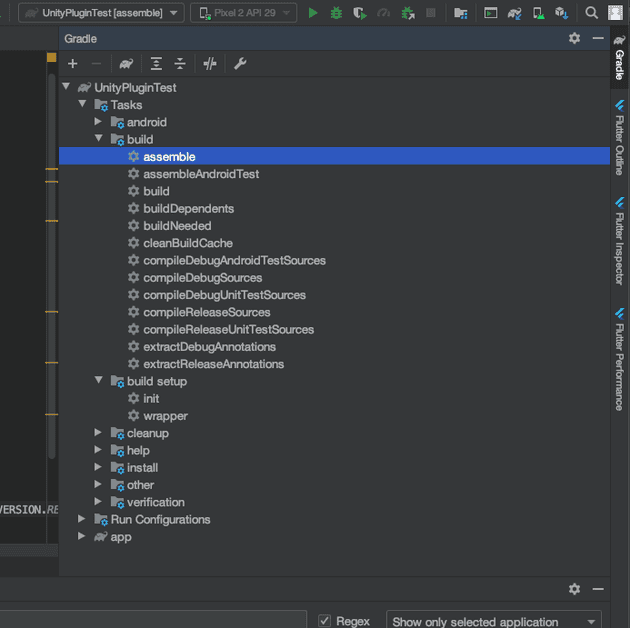 UnityPluginTest [assemble]
Pixel 2 API 29
Gradle
UnityPluginTest
Tasks
android
build
assemble
assembleAndroidTest
build
buildDependents
buildNeeded
cleanBuildCache
compileDebugAndroidTestSources
compileDebugSources
compileDebugUnitTestSources
compileReleaseSources
compileReleaseUnitTestSources
extractDebugAnnotations
extractReleaseAnnotations
build setup
init
wrapper
cleanup
help
install
other
verification
Run Configurations
app
VERSION.RE
Regex
Show only selected application
Gradle
Flutter Outline
Flutter Inspector
Flutter Performance